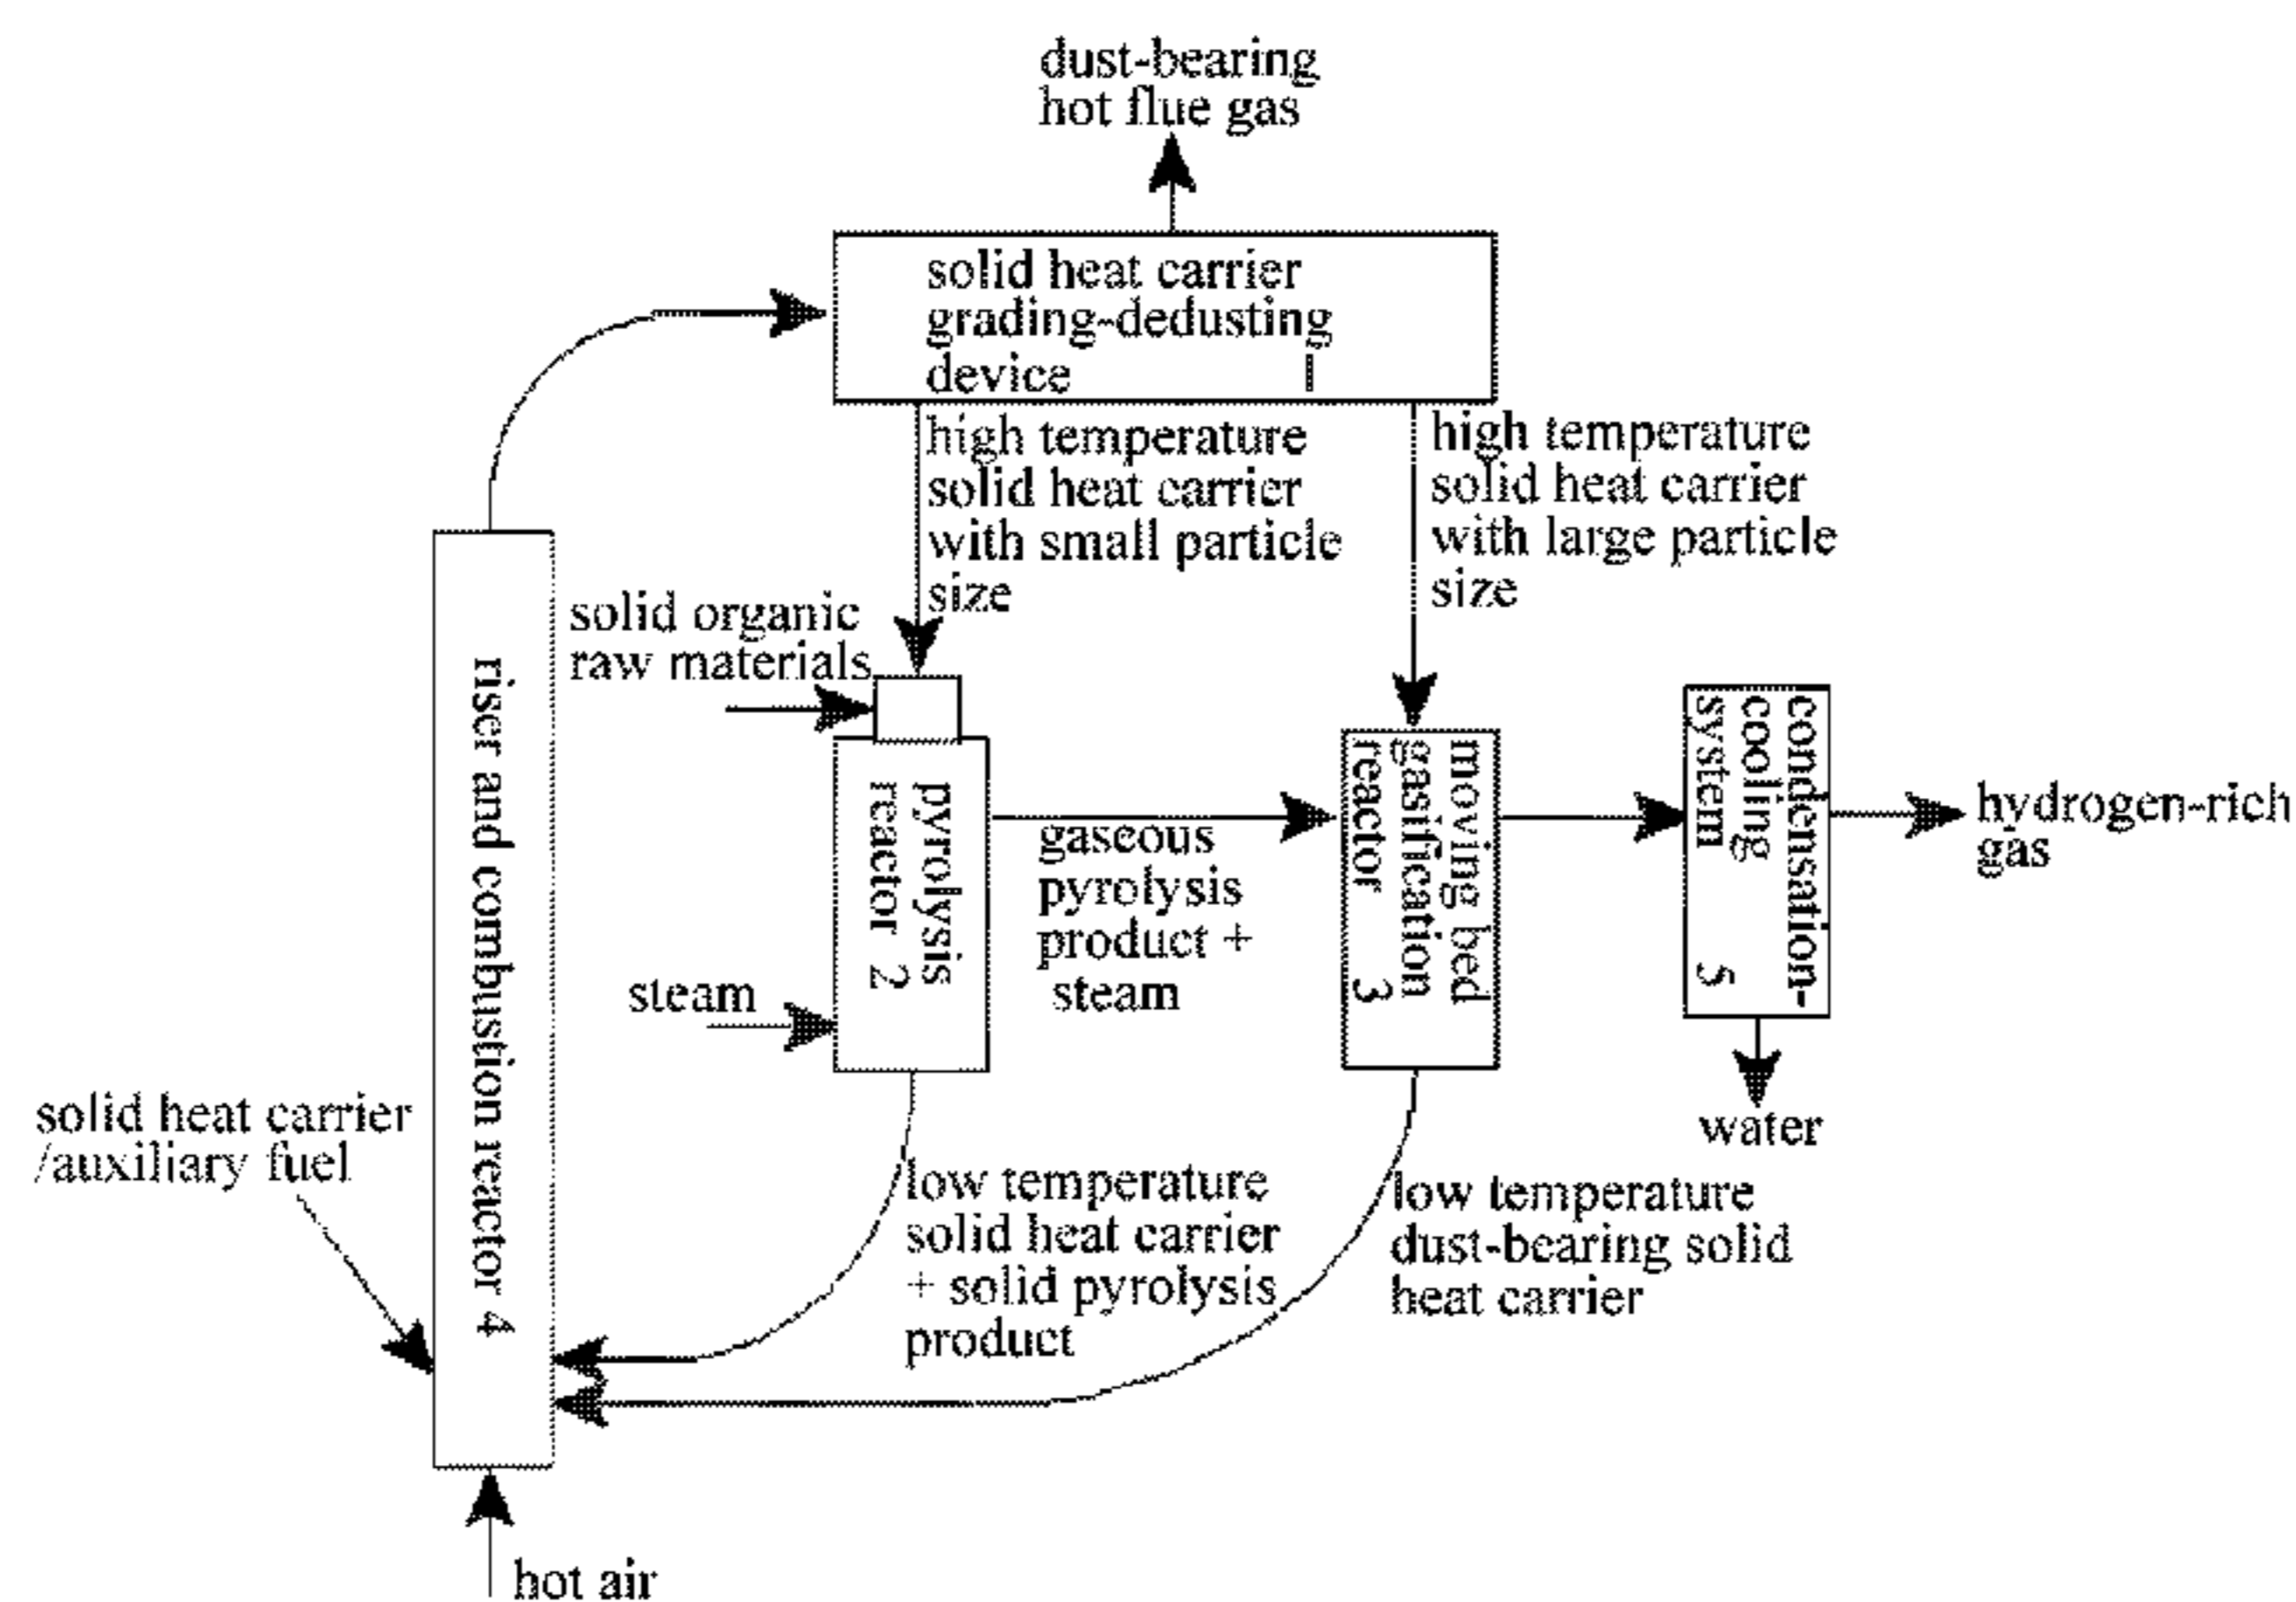 dust-bearing
hot flue gas
solid heat carrier
grading-dedusting
device 1
high temperature
solid heat carrier
with small particle
size
high temperature
solid heat carrier
with large particle
size
solid organic
raw materials
riser and combustion reactor 4
pyrolysis
reactor 2
steam
gaseous
pyrolysis
product +
steam
moving bed
gasification
reactor 3
condensation-
cooling
system 5
hydrogen-rich
gas
water
solid heat carrier
/auxiliary fuel
low temperature
solid heat carrier
+ solid pyrolysis
product
low temperature
dust-bearing solid
heat carrier
hot air